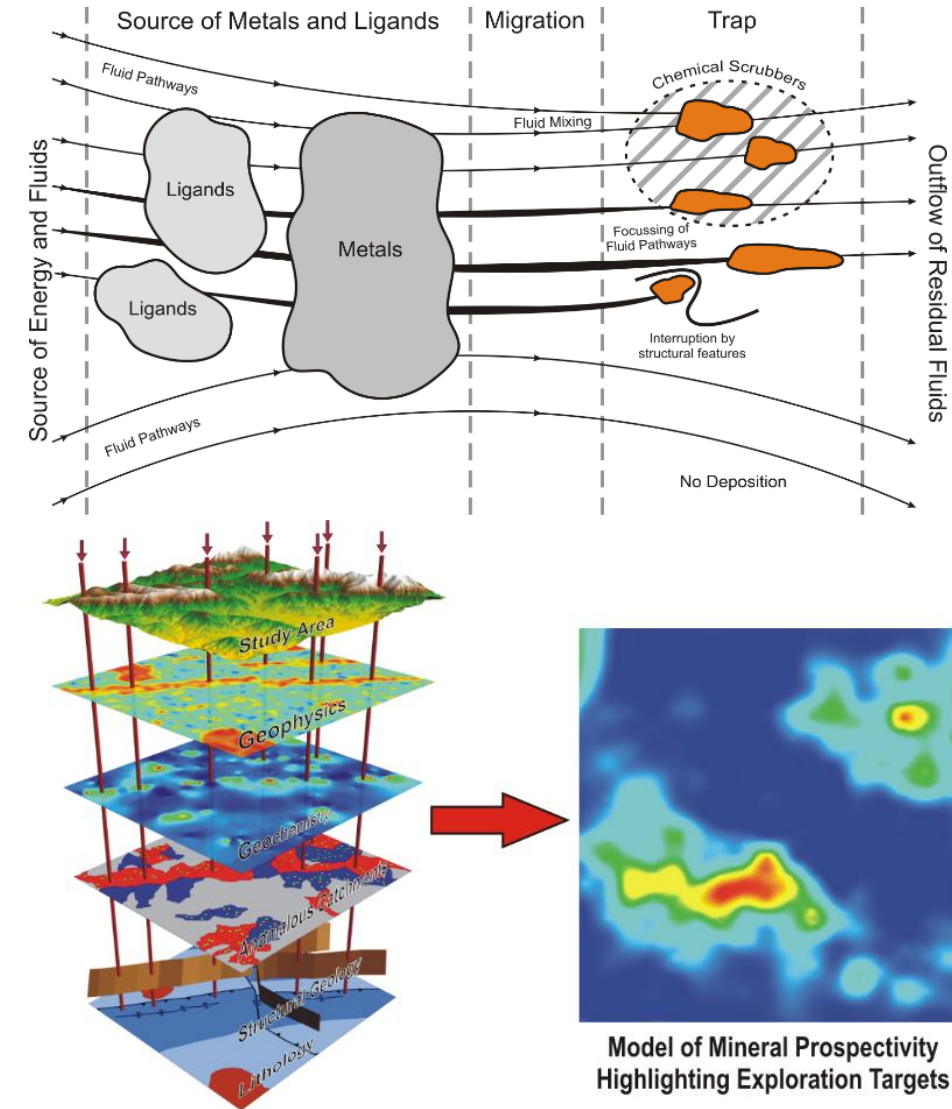 Source of Metals and Ligands
Migration
Trap
Source of Energy and Fluids
Fluid Pathways
Chemical Scrubbers
Fluid Mixing
Ligands
Metals
Focussing of
Fluid Pathways
Ligands
Interruption by
structural features
Fluid Pathways
No Deposition
Outflow of Residual Fluids
Study Area
Geophysics
Geochemistry
Anomalous Catchments
Structural Geology
Lithology
Model of Mineral Prospectivity
Highlighting Exploration Targets